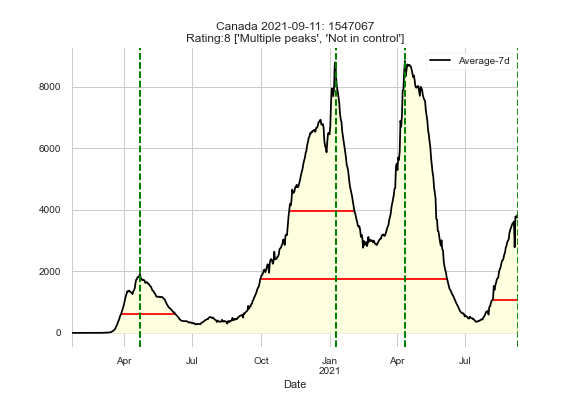 Canada 2021-09-11: 1547067
Rating:8 ['Multiple peaks', 'Not in control']
Average-7d
8000
6000
4000
2000
0
Apr
Jul
Oct
Jan
2021
Apr
Jul
Date